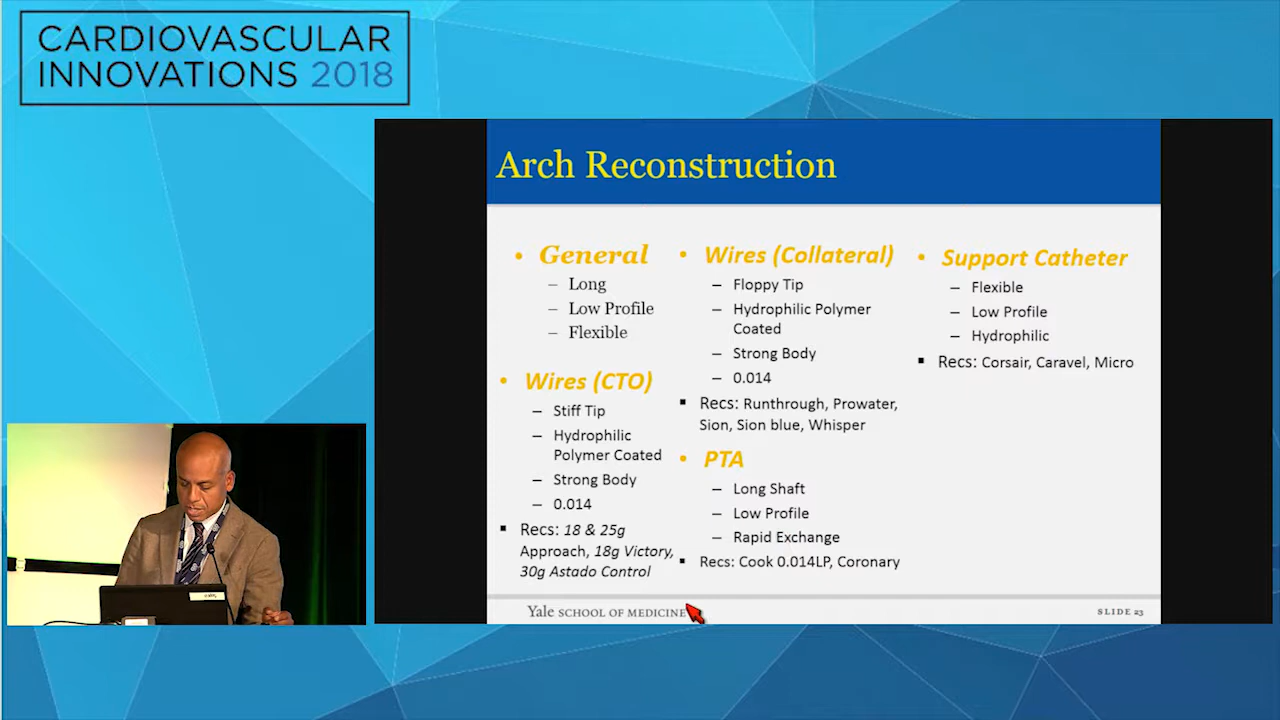 CARDIOVASCULAR
INNOVATIONS 2018
Arch Reconstruction
• General
– Long
– Low Profile
– Flexible
• Wires (CTO)
– Stiff Tip
– Hydrophilic
Polymer Coated
– Strong Body
– 0.014
▪ Recs: 18 & 25g
Approach, 18g Victory,
30g Astado Control
• Wires (Collateral)
– Floppy Tip
– Hydrophilic Polymer
Coated
– Strong Body
– 0.014
▪ Recs: Runthrough, Prowater,
Sion, Sion blue, Whisper
• PTA
– Long Shaft
– Low Profile
– Rapid Exchange
▪ Recs: Cook 0.014LP, Coronary
• Support Catheter
– Flexible
– Low Profile
– Hydrophilic
▪ Recs: Corsair, Caravel, Micro
Yale SCHOOL OF MEDICINE
SLIDE 23